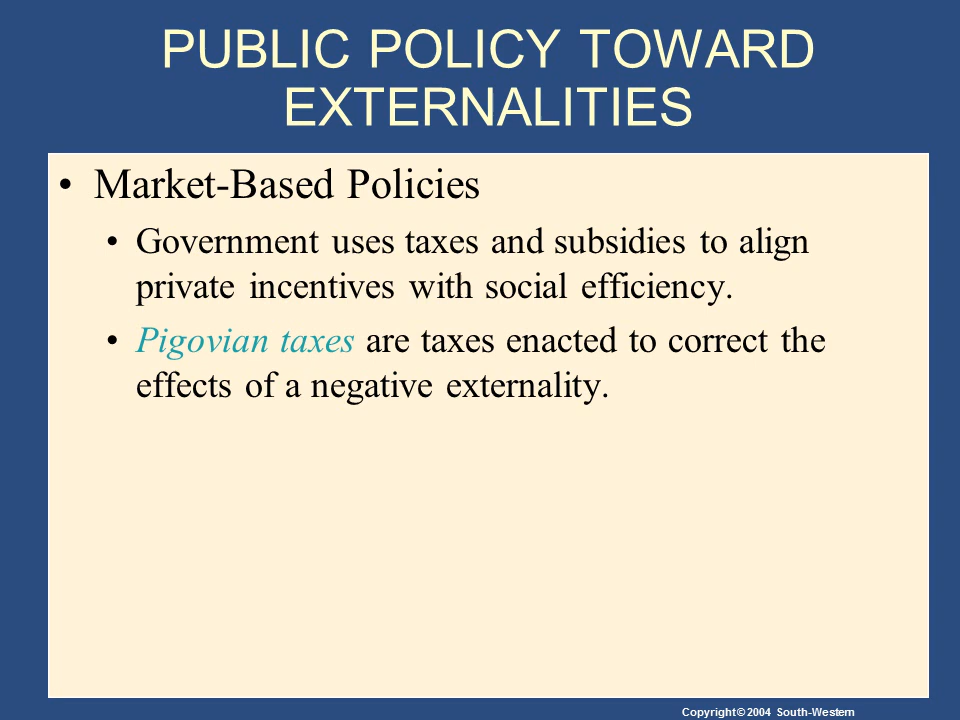 PUBLIC POLICY TOWARD
EXTERNALITIES
• Market-Based Policies
• Government uses taxes and subsidies to align
private incentives with social efficiency.
• Pigovian taxes are taxes enacted to correct the
effects of a negative externality.
Copyright © 2004 South-Western